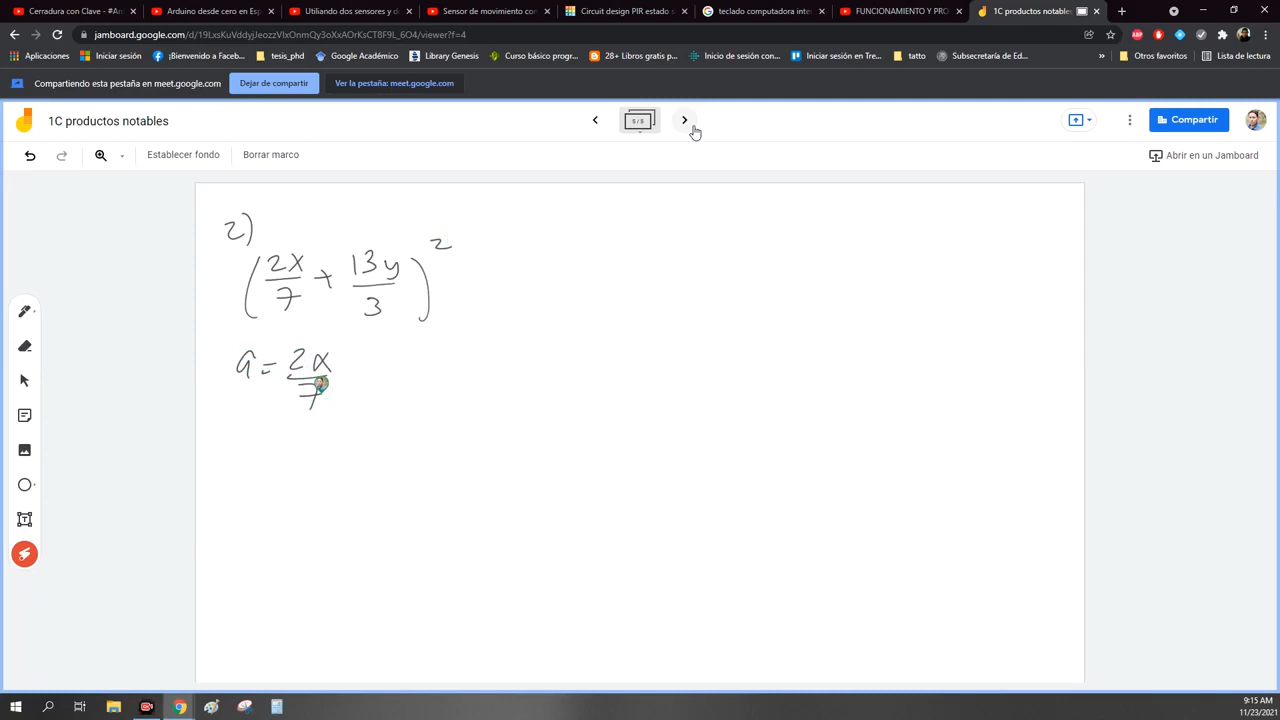 Cerradura con Clave - #Ar
Arduino desde cero en Esp
Utilizando dos sensores y d
Sensor de movimiento co
Circuit design PIR estado s
teclado computadora inte
FUNCIONAMIENTO Y PRO
1C productos notables
jamboard.google.com/d/19LxsKuVddyjJeozzVlxOnmQy3oXxAOrKsCT8F9L_6O4/viewer?f=4
Aplicaciones
Iniciar sesión
¡Bienvenido a Faceb...
tesis_phd
Google Académico
Library Genesis
Curso básico progr...
28+ Libros gratis p...
Inicio de sesión con...
Iniciar sesión en Tre...
tatto
Subsecretaría de Ed...
»
Otros favoritos
Lista de lectura
Compartiendo esta pestaña en meet.google.com
Dejar de compartir
Ver la pestaña: meet.google.com
1C productos notables
5 / 5
Compartir
Establecer fondo
Borrar marco
Abrir en un Jamboard
2)
(2x/7 + 13y/3)²
a = 2x/7
9:15 AM
11/23/2021